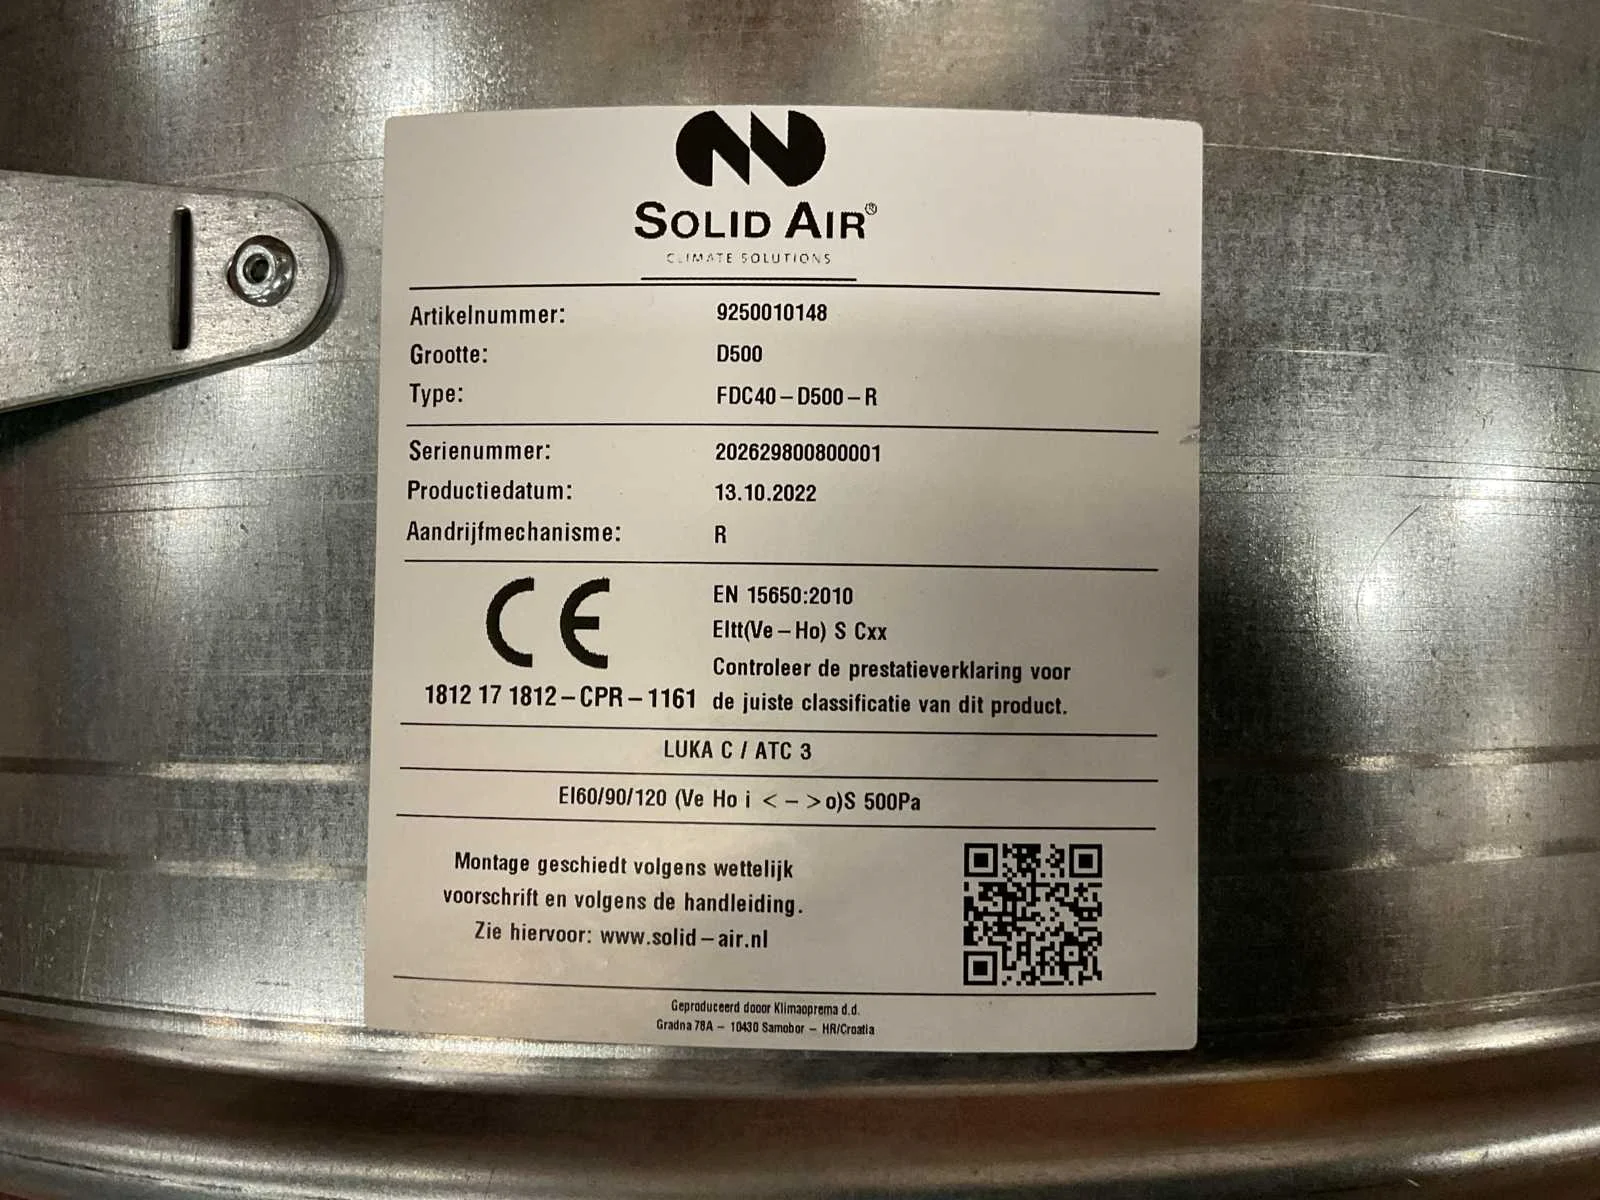 SOLID AIR®
CLIMATE SOLUTIONS
Artikelnummer: 9250010148
Grootte: D500
Type: FDC40-D500-R
Serienummer: 202629800800001
Productiedatum: 13.10.2022
Aandrijfmechanisme: R
CE
EN 15650:2010
EItt(Ve-Ho) S Cxx
Controleer de prestatieverklaring voor
1812 17 1812-CPR-1161 de juiste classificatie van dit product.
LUKA C / ATC 3
EI60/90/120 (Ve Ho i <->o)S 500Pa
Montage geschiedt volgens wettelijk
voorschrift en volgens de handleiding.
Zie hiervoor: www.solid-air.nl
Geproduceerd dooor Klimaoprema d.d.
Gradna 78A - 10430 Samobor - HR/Croatia